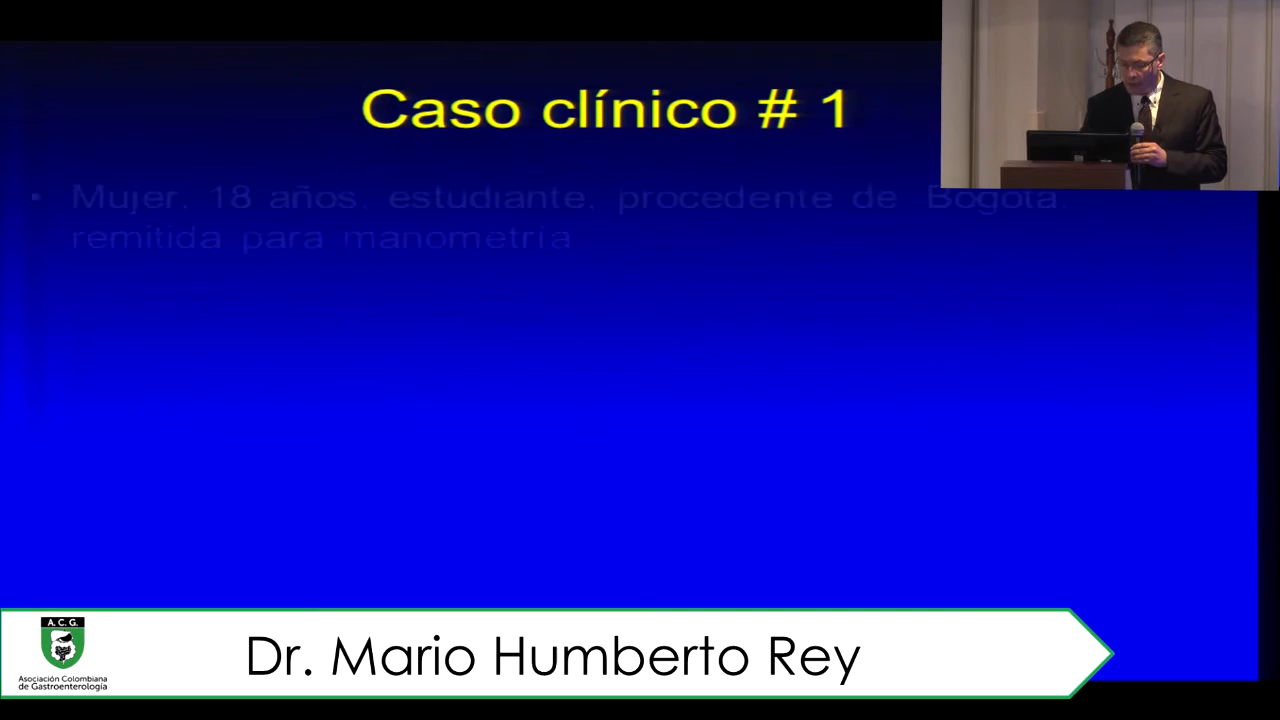 Caso clínico # 1
• Mujer. 18 años, estudiante, procedente de Bogotá,
remitida para manometría
A. C. G.
Asociación Colombiana
de Gastroenterología
Dr. Mario Humberto Rey